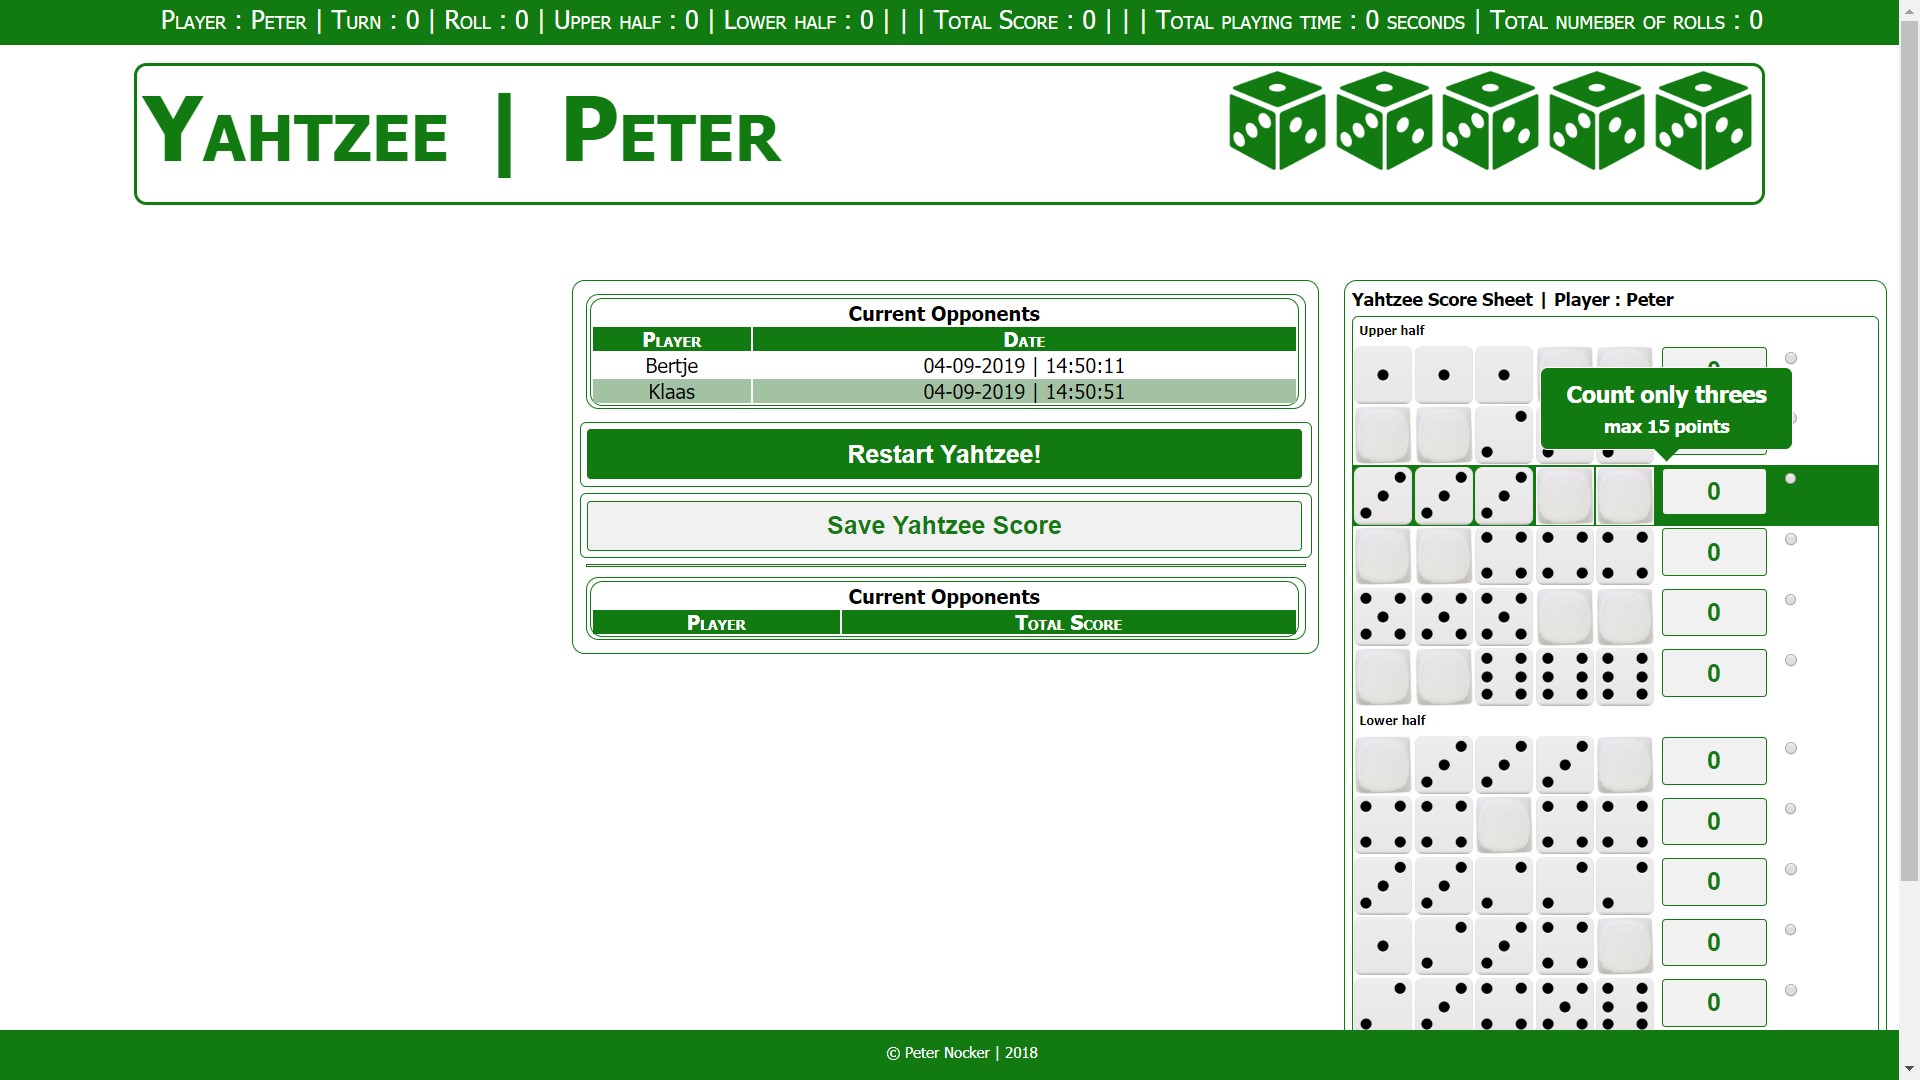 Player : Peter | Turn : 0 | Roll : 0 | Upper half : 0 | Lower half : 0 | | | Total Score : 0 | | | Total playing time : 0 seconds | Total numeber of rolls : 0
Yahtzee | Peter
Current Opponents
Player Date
Bertje 04-09-2019 | 14:50:11
Klaas 04-09-2019 | 14:50:51
Restart Yahtzee!
Save Yahtzee Score
Current Opponents
Player Total Score
Yahtzee Score Sheet | Player : Peter
Upper half
Count only threes
max 15 points
0
0
0
0
Lower half
0
0
0
0
0
© Peter Nocker | 2018